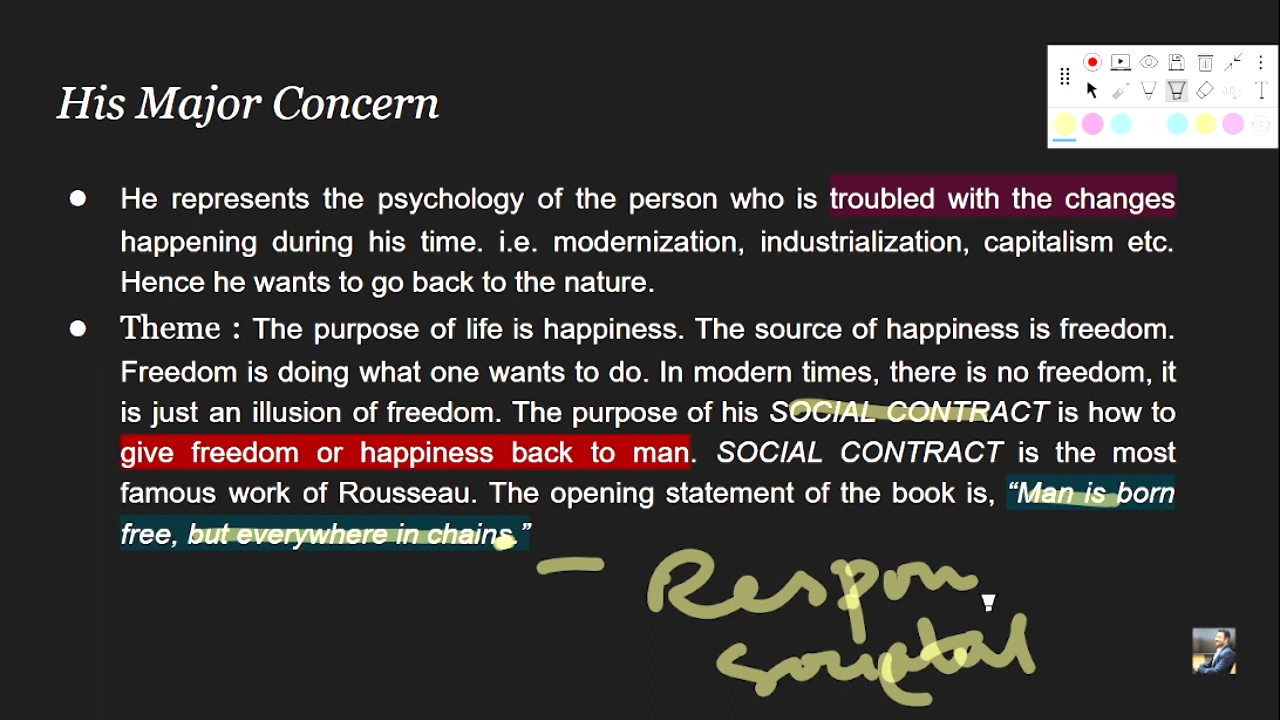 His Major Concern
● He represents the psychology of the person who is troubled with the changes
happening during his time. i.e. modernization, industrialization, capitalism etc.
Hence he wants to go back to the nature.
● Theme : The purpose of life is happiness. The source of happiness is freedom.
Freedom is doing what one wants to do. In modern times, there is no freedom, it
is just an illusion of freedom. The purpose of his SOCIAL CONTRACT is how to
give freedom or happiness back to man. SOCIAL CONTRACT is the most
famous work of Rousseau. The opening statement of the book is, “Man is born
free, but everywhere in chains.”
– Respon
societal